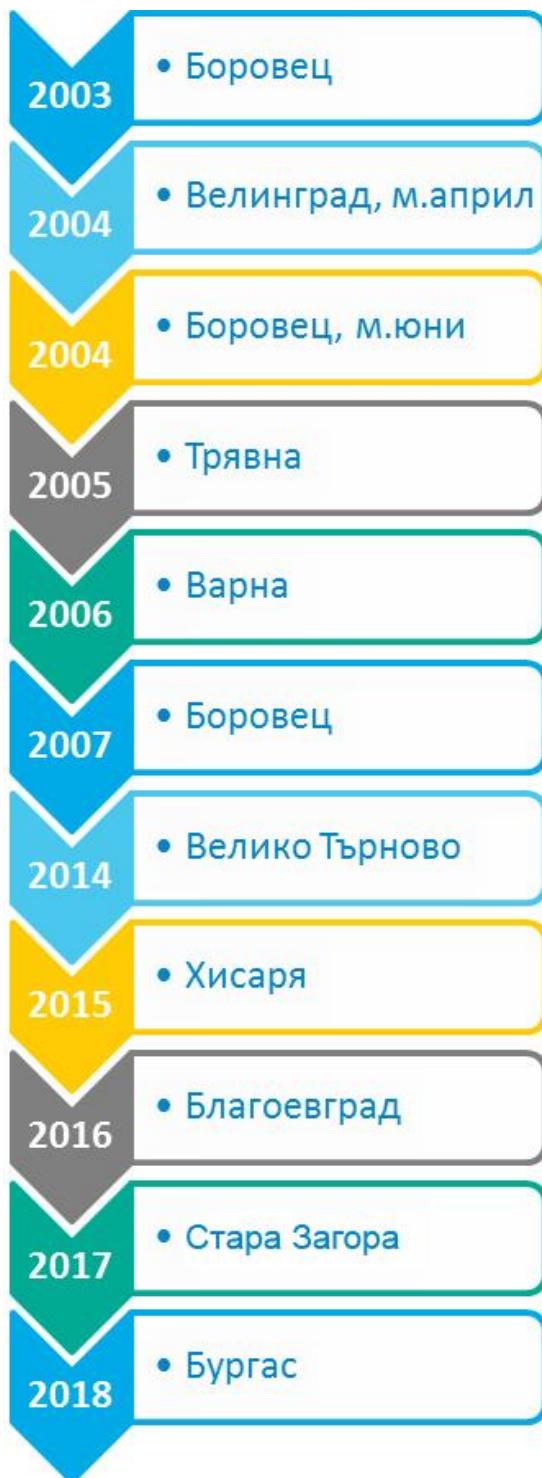 2003
• Боровец
2004
• Велинград, м.април
2004
• Боровец, м.юни
2005
• Трявна
2006
• Варна
2007
• Боровец
2014
• Велико Търново
2015
• Хисаря
2016
• Благоевград
2017
• Стара Загора
2018
• Бургас